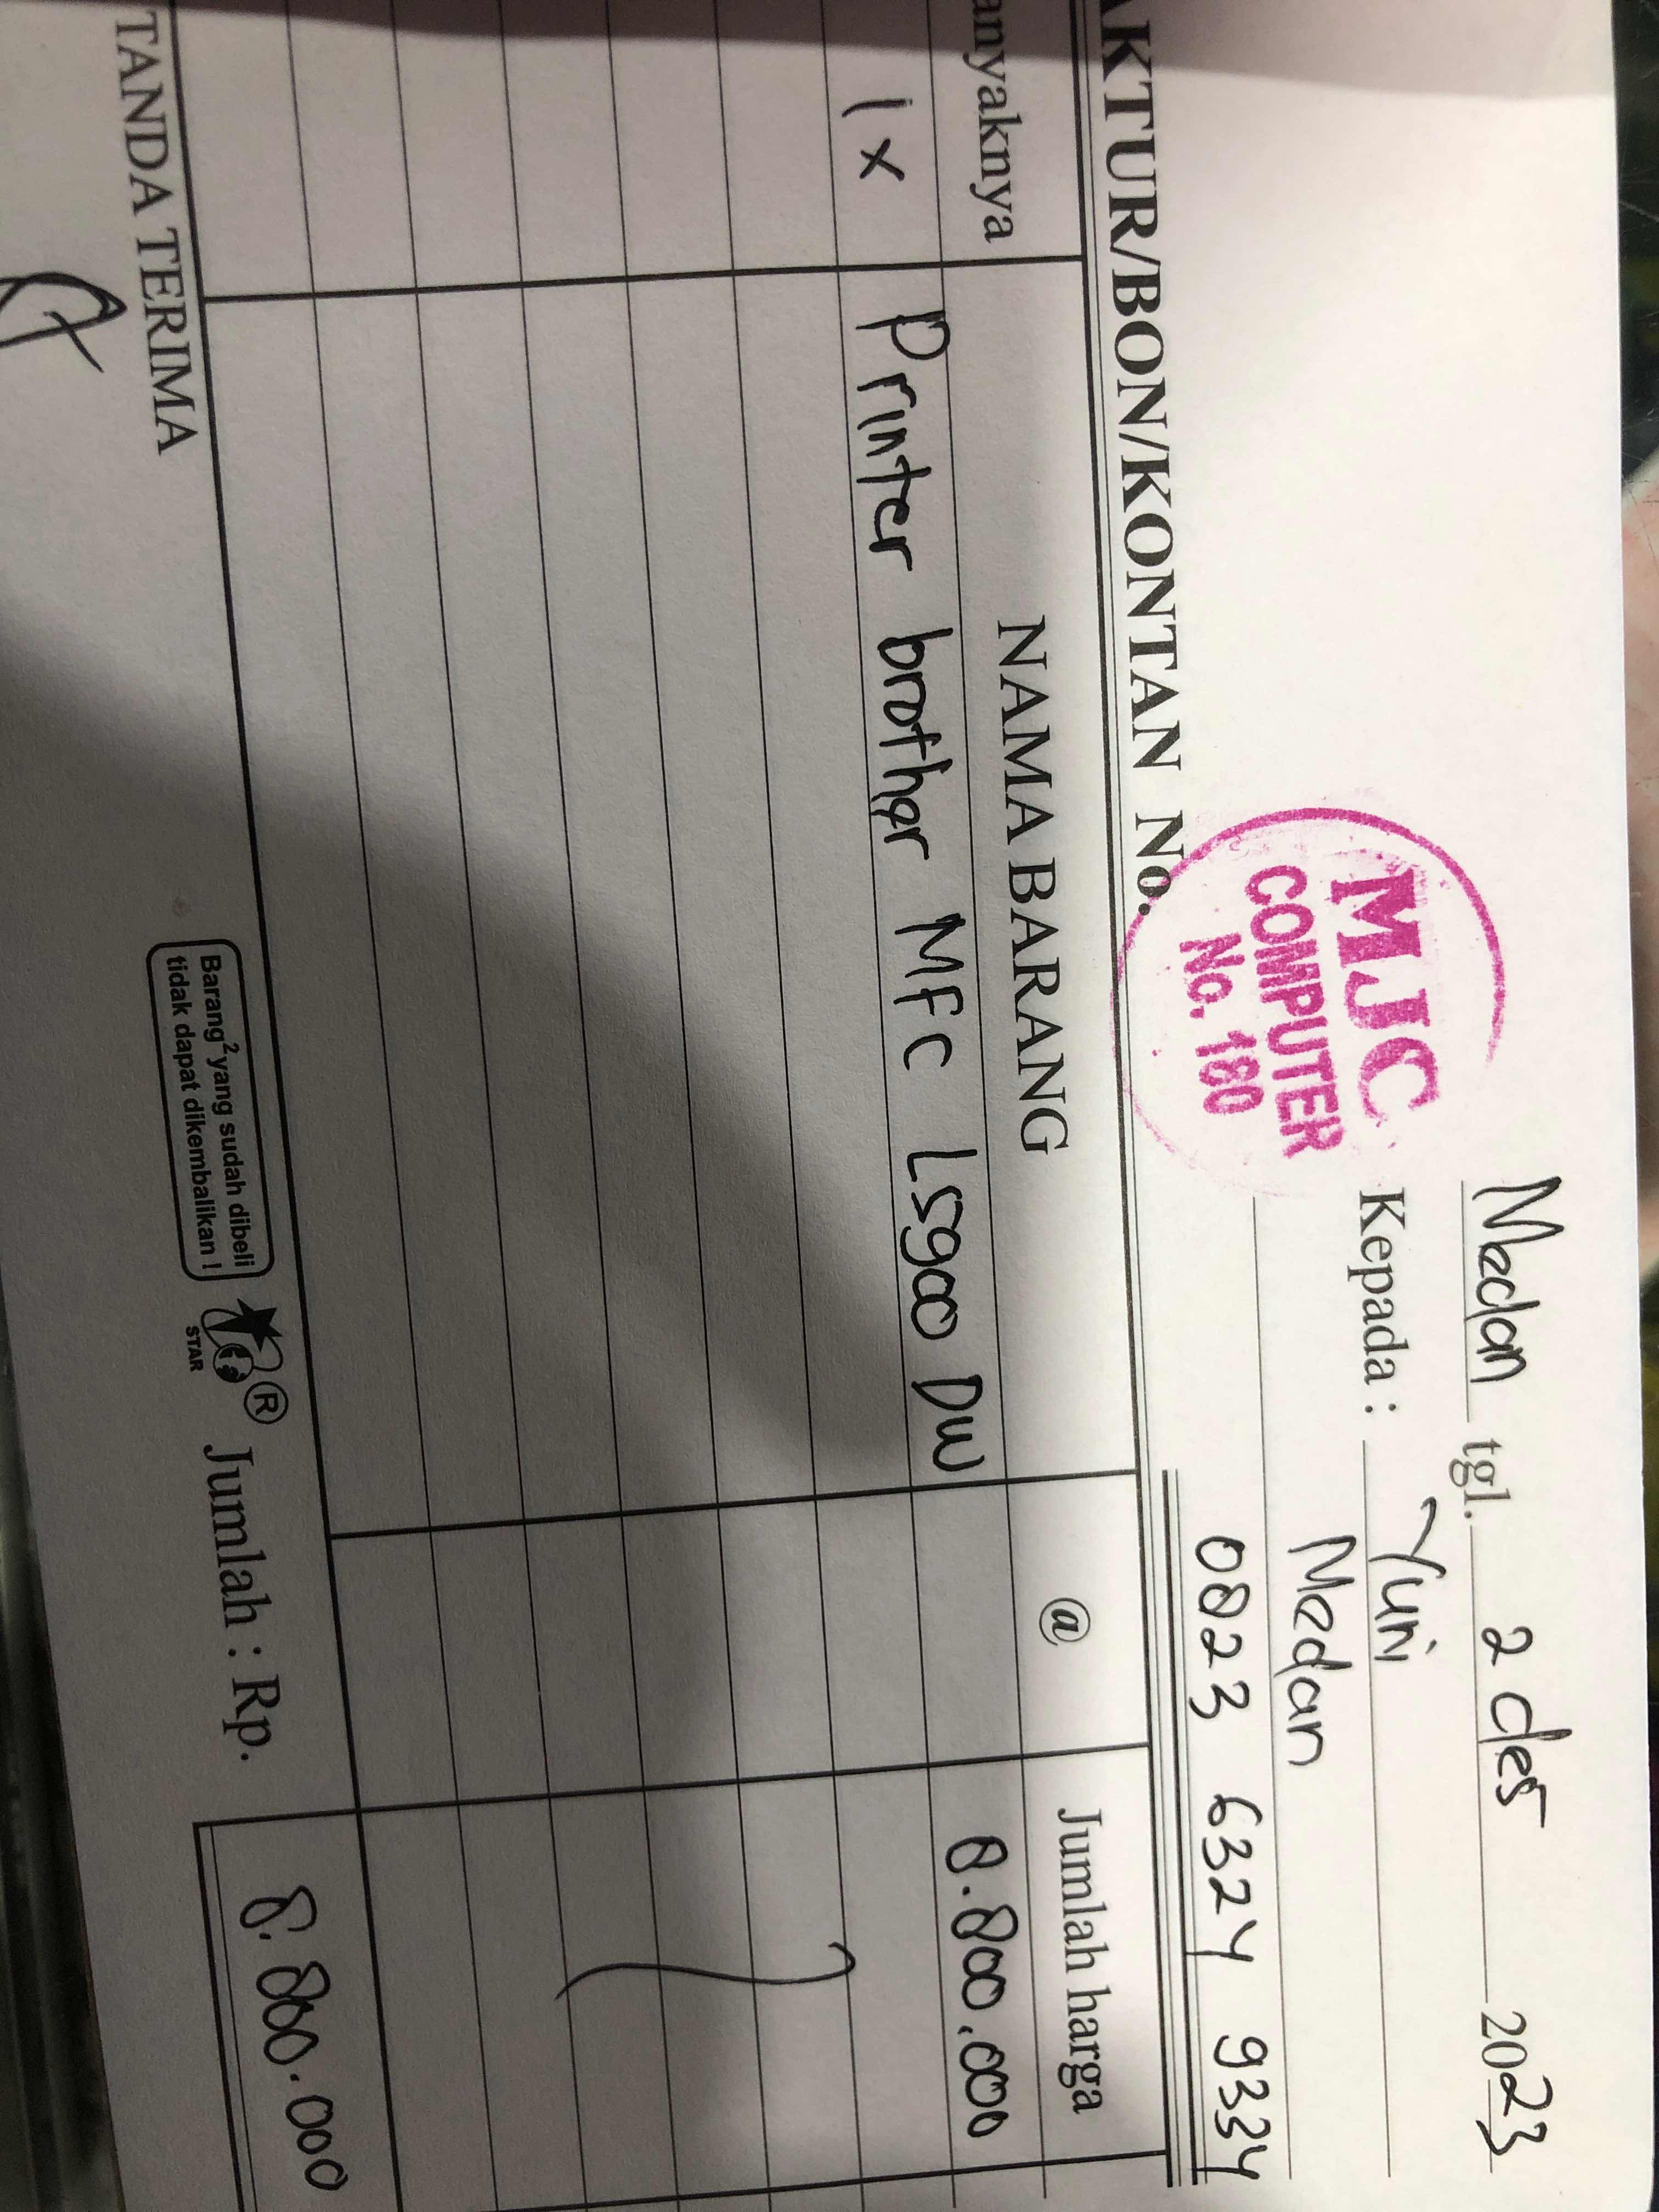 Medan tgl. 2 des 2023
MJC
COMPUTER
No. 180
Kepada : Yuni
Medan
0823 6324 9334
AKTUR/BON/KONTAN No.
anyaknya NAMA BARANG @ Jumlah harga
1 x Printer brother MFC L5900 DW 8.800.000
TANDA TERIMA
Barang² yang sudah dibeli
tidak dapat dikembalikan !
STAR
®
Jumlah : Rp. 8.800.000